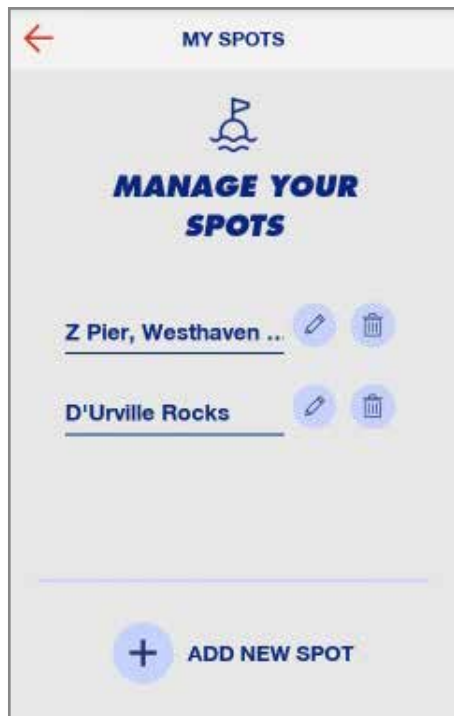 MY SPOTS
MANAGE YOUR
SPOTS
Z Pier, Westhaven ...
D'Urville Rocks
ADD NEW SPOT